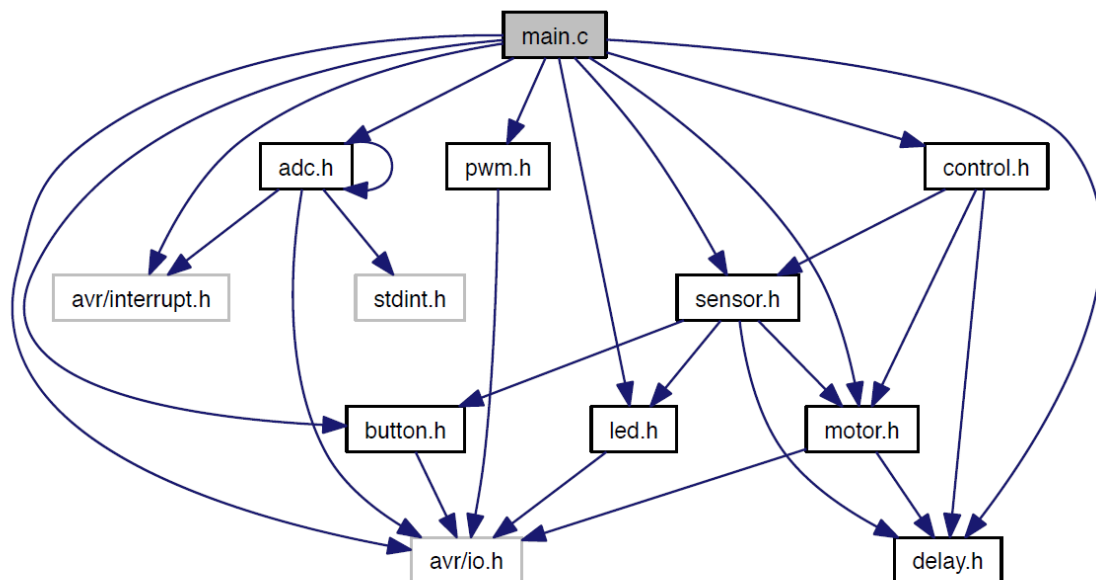 main.c
adc.h
pwm.h
control.h
avr/interrupt.h
stdint.h
sensor.h
button.h
led.h
motor.h
avr/io.h
delay.h